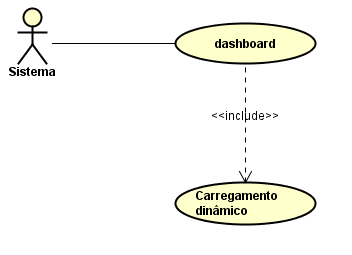 dashboard
Sistema
<<include>>
Carregamento
dinâmico